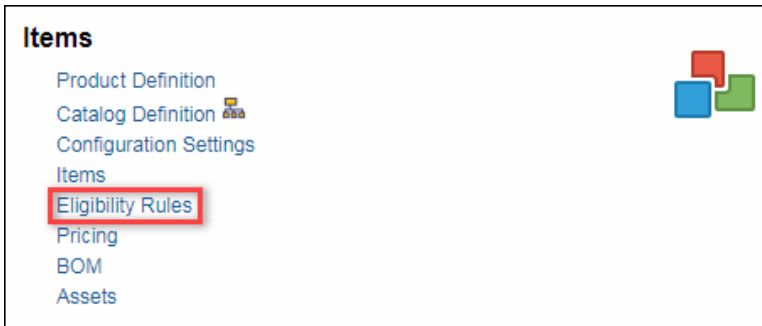 Items
Product Definition
Catalog Definition
Configuration Settings
Items
Eligibility Rules
Pricing
BOM
Assets